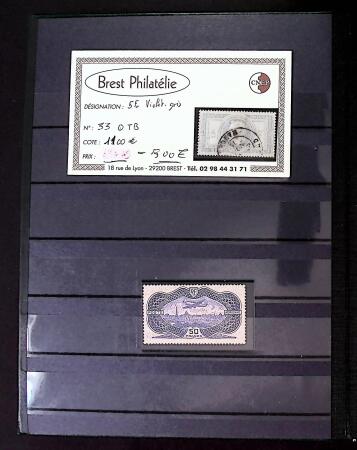 Brest Philatélie
DÉSIGNATION : 5F Violet. gris
N° : 33 O TB
COTE : 1100 €
PRIX : — 500 €
18 rue de Lyon - 29200 BREST - Tél. 02 98 44 31 71
50